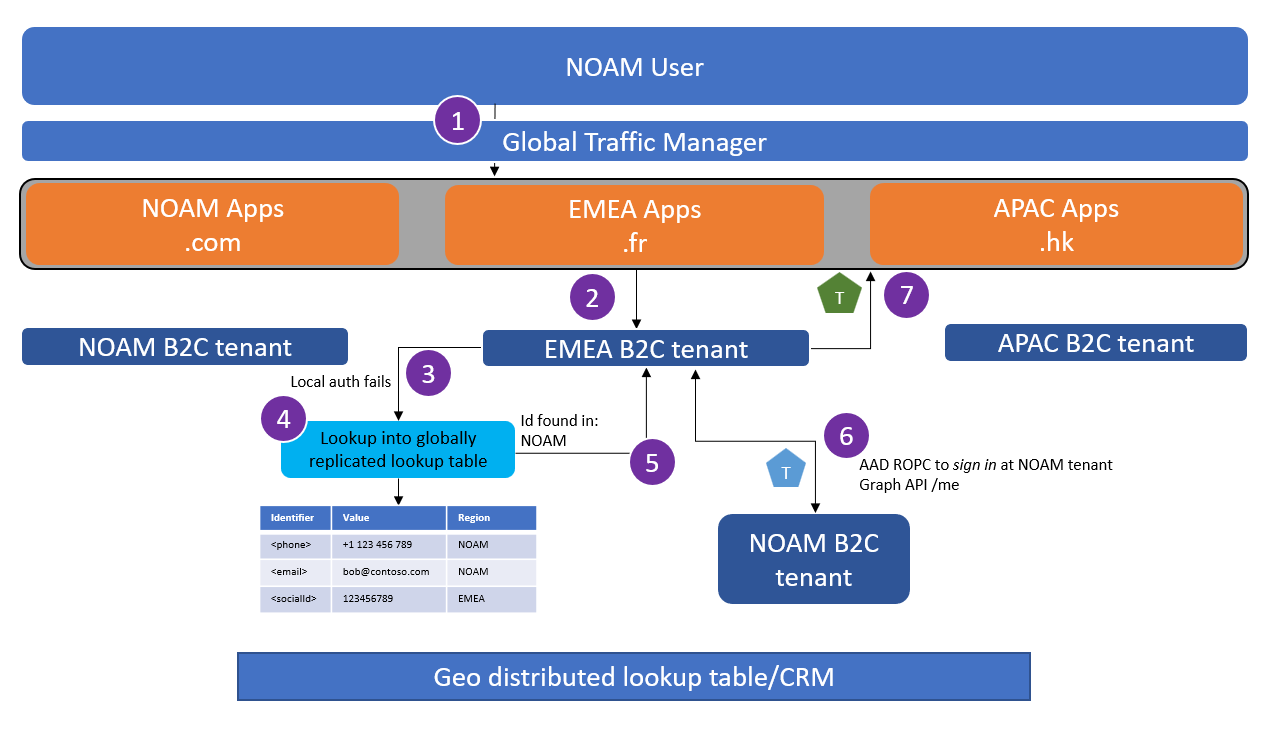 NOAM User
1
Global Traffic Manager
NOAM Apps
.com
EMEA Apps
.fr
APAC Apps
.hk
2
T
7
NOAM B2C tenant
EMEA B2C tenant
APAC B2C tenant
3
Local auth fails
4
Lookup into globally
replicated lookup table
Id found in:
NOAM
5
6
AAD ROPC to sign in at NOAM tenant
Graph API /me
T
Identifier Value Region
<phone> +1 123 456 789 NOAM
<email> bob@contoso.com NOAM
<socialId> 123456789 EMEA
NOAM B2C
tenant
Geo distributed lookup table/CRM